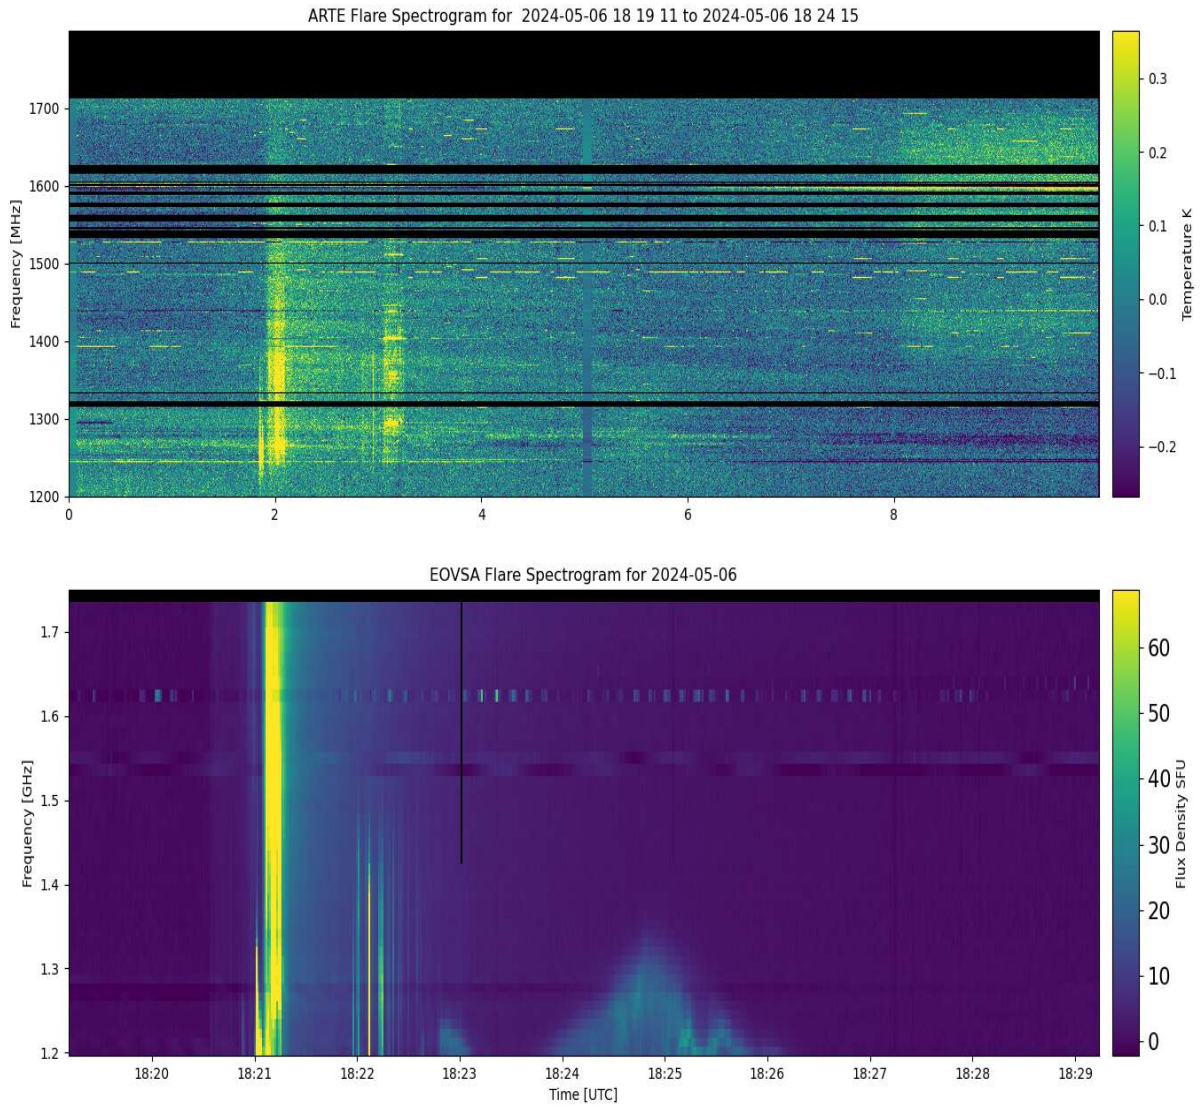 ARTE Flare Spectrogram for 2024-05-06 18 19 11 to 2024-05-06 18 24 15
1700
1600
1500
1400
1300
1200
Frequency [MHz]
0 2 4 6 8
0.3
0.2
0.1
0.0
−0.1
−0.2
Temperature K
EOVSA Flare Spectrogram for 2024-05-06
1.7
1.6
1.5
1.4
1.3
1.2
Frequency [GHz]
18:20 18:21 18:22 18:23 18:24 18:25 18:26 18:27 18:28 18:29
Time [UTC]
60
50
40
30
20
10
0
Flux Density SFU